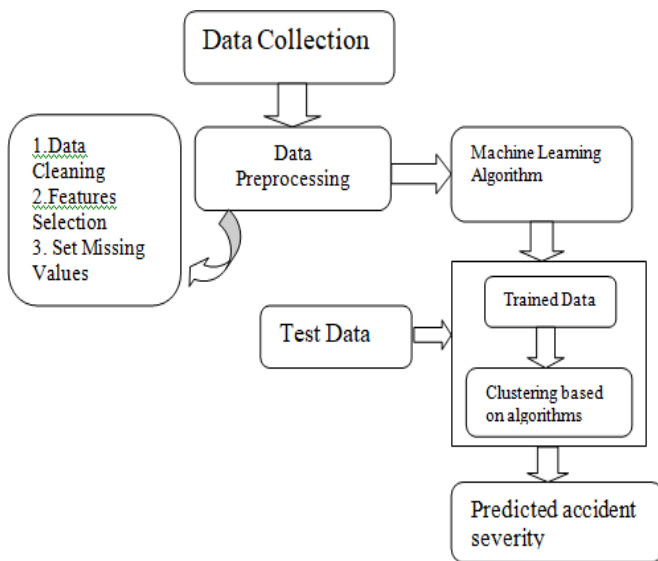 Data Collection
1.Data
Cleaning
2.Features
Selection
3. Set Missing
Values
Data
Preprocessing
Machine Learning
Algorithm
Test Data
Trained Data
Clustering based
on algorithms
Predicted accident
severity